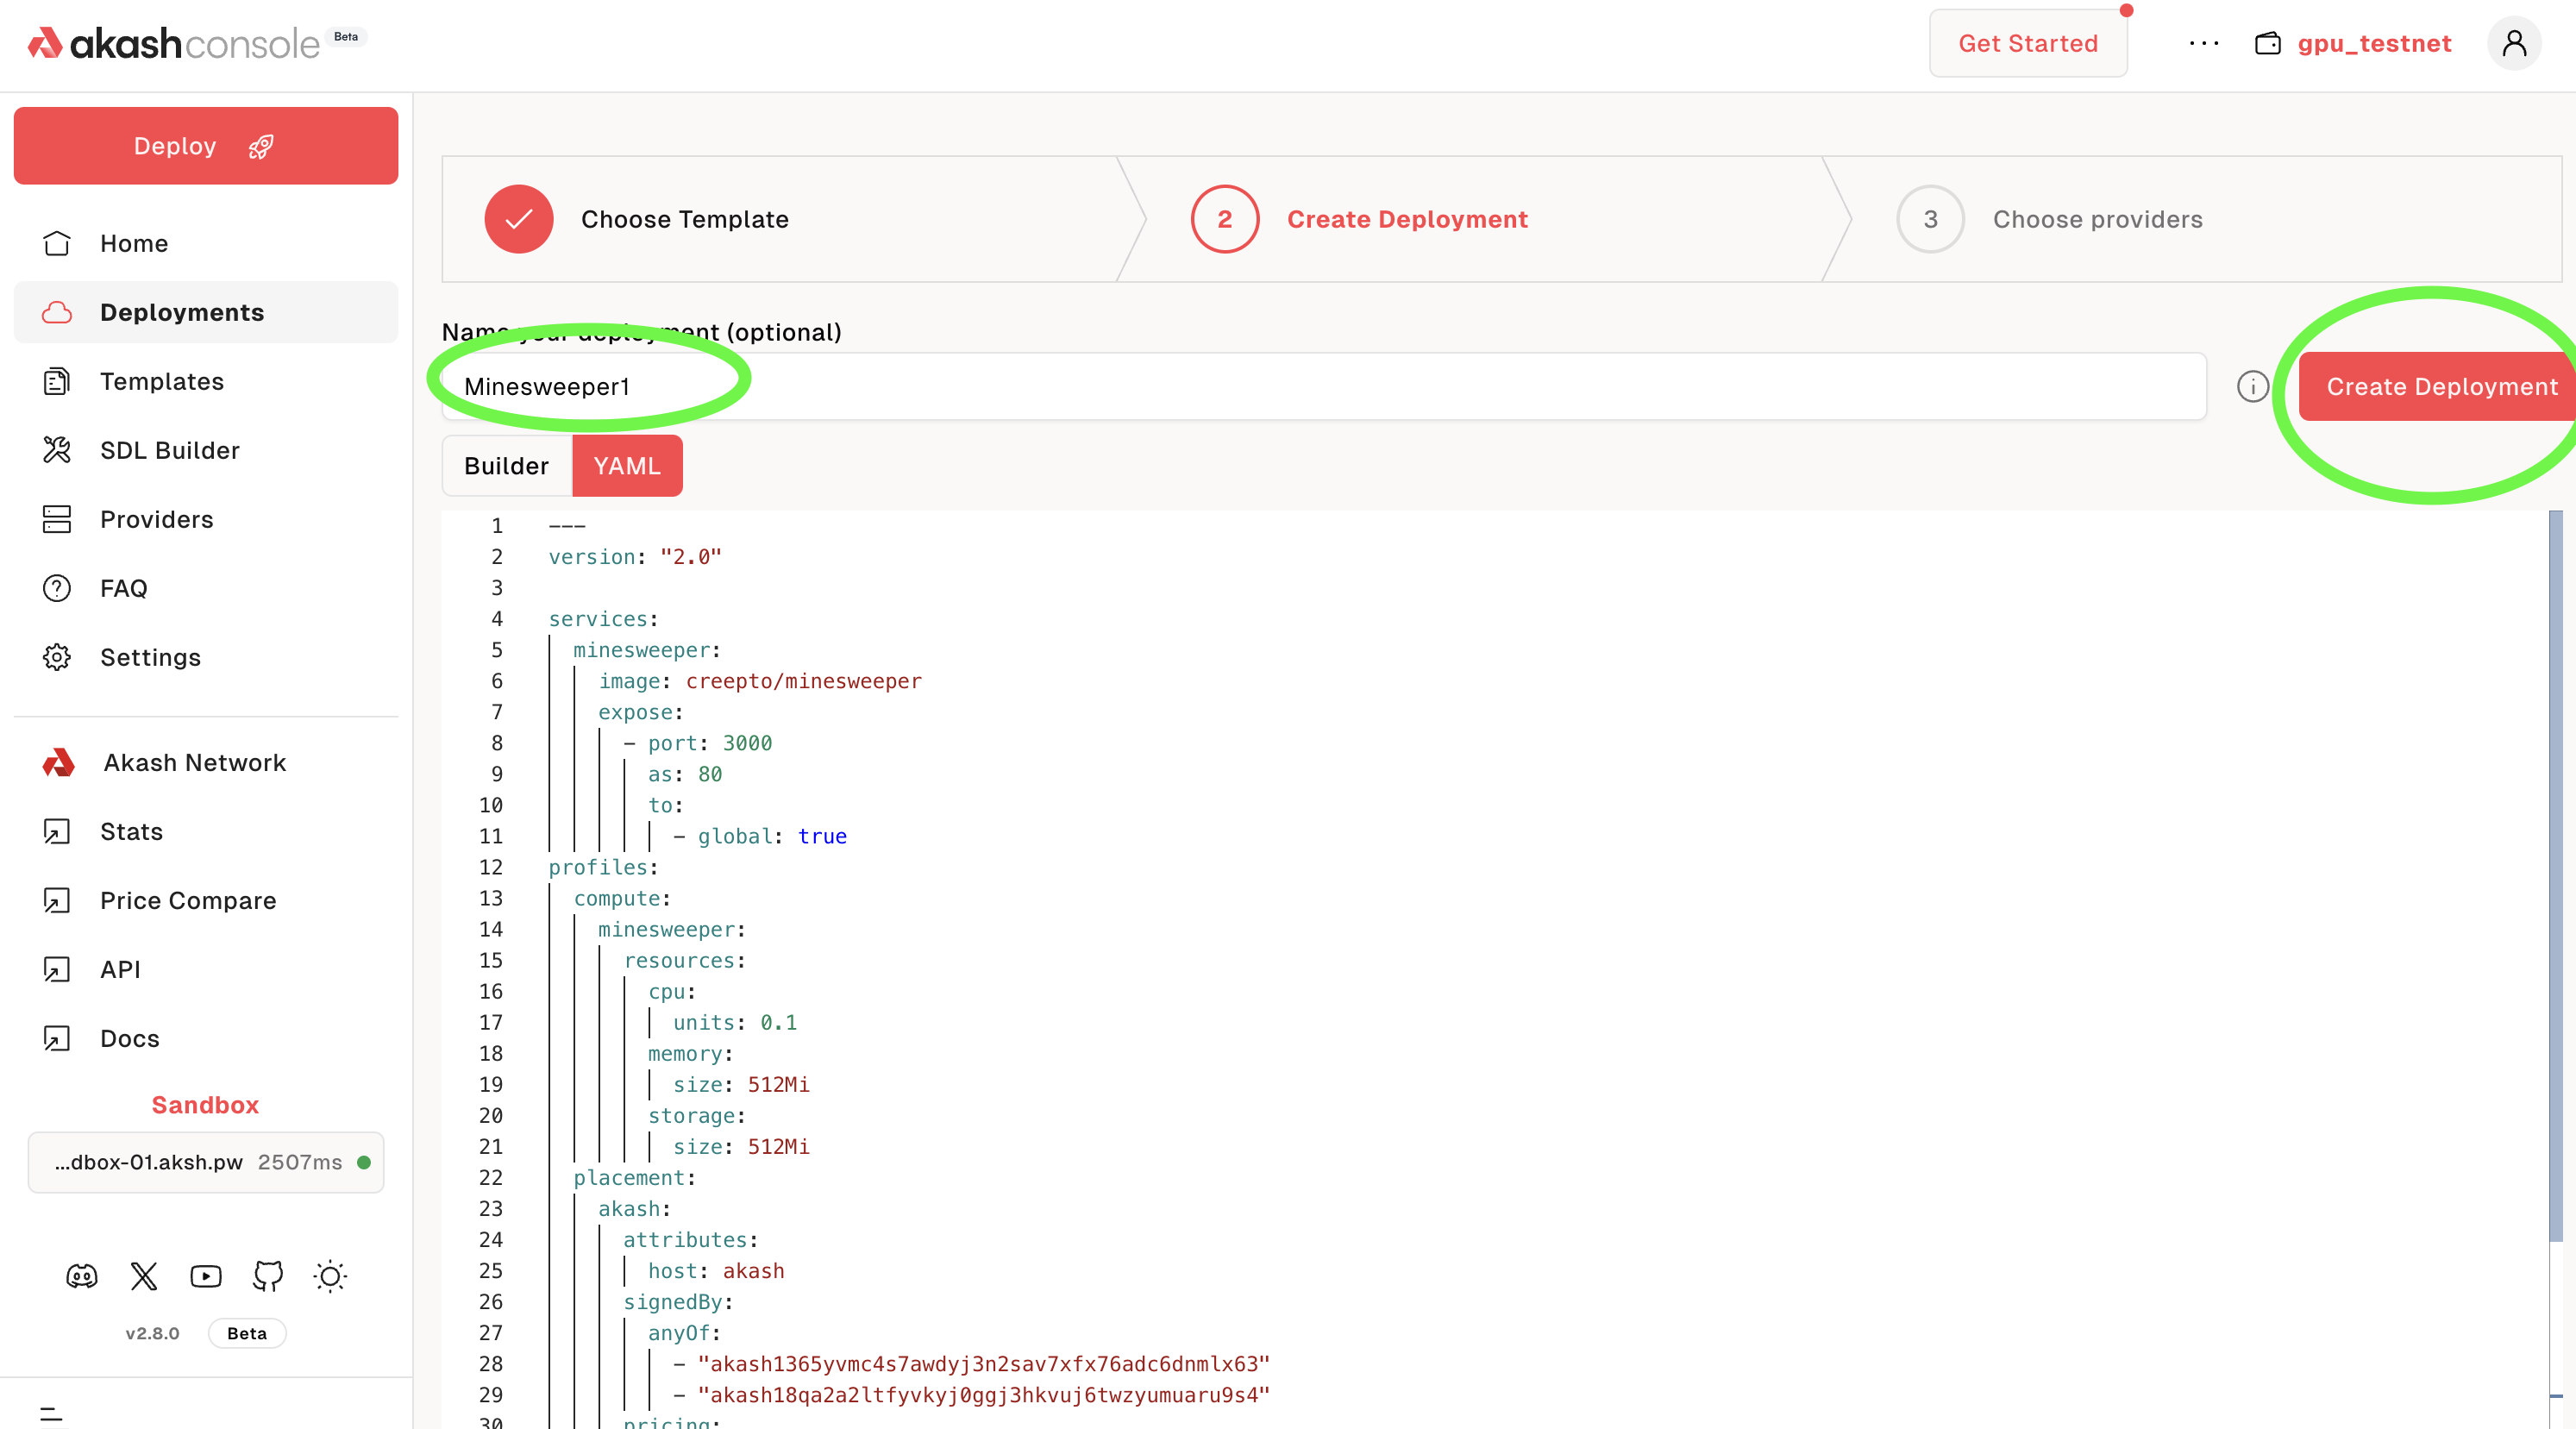 akashconsole Beta
Get Started
...
gpu_testnet
Deploy
Home
Deployments
Templates
SDL Builder
Providers
FAQ
Settings
Akash Network
Stats
Price Compare
API
Docs
Sandbox
...dbox-01.aksh.pw 2507ms
v2.8.0 Beta
Choose Template
2 Create Deployment
3 Choose providers
Name your deployment (optional)
Minesweeper1
Create Deployment
Builder YAML
1 ---
2 version: "2.0"
3
4 services:
5 minesweeper:
6 image: creepto/minesweeper
7 expose:
8 - port: 3000
9 as: 80
10 to:
11 - global: true
12 profiles:
13 compute:
14 minesweeper:
15 resources:
16 cpu:
17 units: 0.1
18 memory:
19 size: 512Mi
20 storage:
21 size: 512Mi
22 placement:
23 akash:
24 attributes:
25 host: akash
26 signedBy:
27 anyOf:
28 - "akash1365yvmc4s7awdyj3n2sav7xfx76adc6dnmlx63"
29 - "akash18qa2a2ltfyvkyj0ggj3hkvuj6twzyumuaru9s4"
30 pricing: